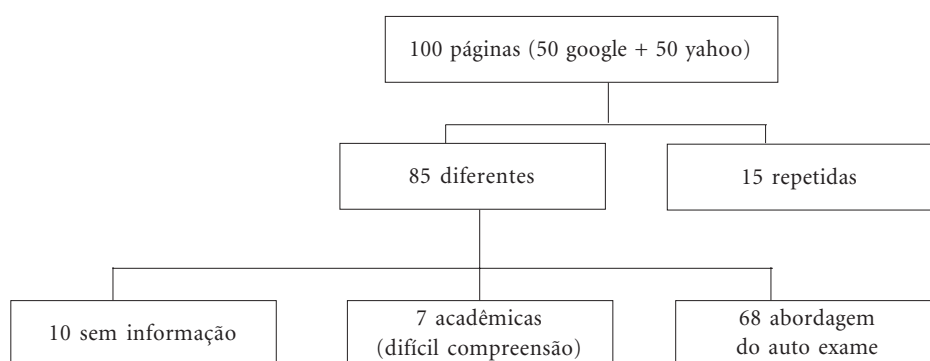 100 páginas (50 google + 50 yahoo)
85 diferentes
15 repetidas
10 sem informação
7 acadêmicas
(difícil compreensão)
68 abordagem
do auto exame